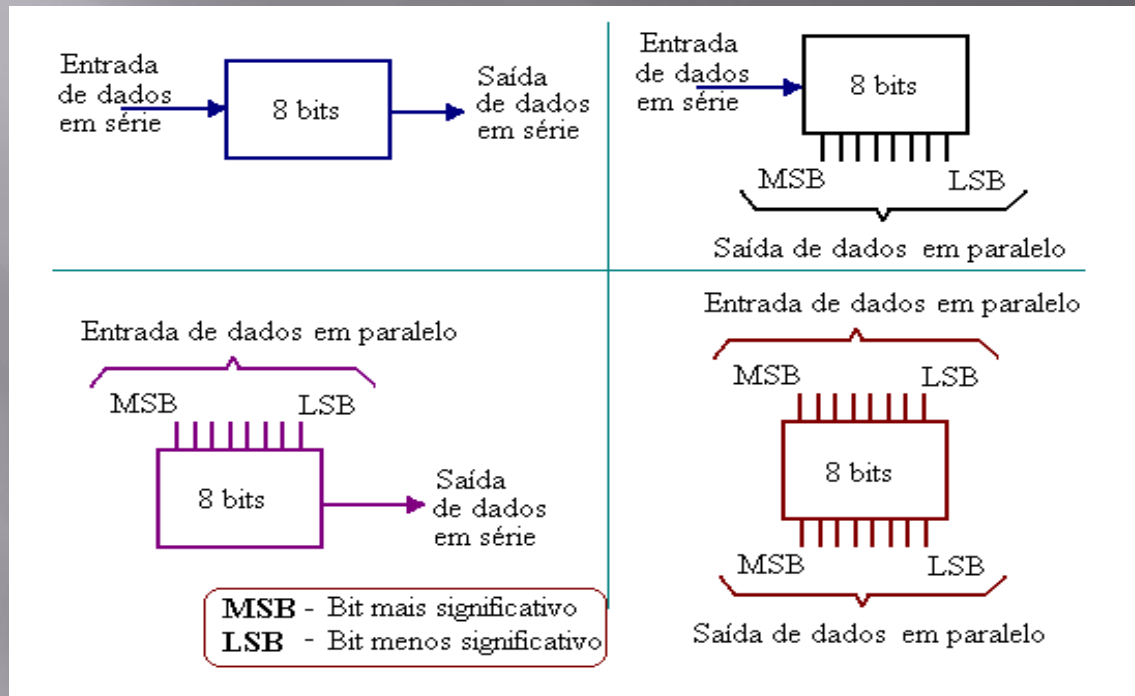 Entrada
de dados
em série
8 bits
Saída
de dados
em série
Entrada
de dados
em série
8 bits
MSB LSB
Saída de dados em paralelo
Entrada de dados em paralelo
MSB LSB
8 bits
Saída
de dados
em série
Entrada de dados em paralelo
MSB LSB
8 bits
MSB LSB
Saída de dados em paralelo
MSB - Bit mais significativo
LSB - Bit menos significativo